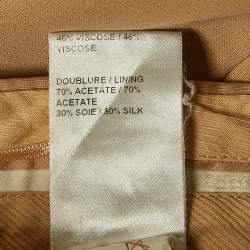 46% VISCOSE / 46%
VISCOSE
DOUBLURE / LINING
70% ACETATE / 70%
ACETATE
30% SOIE / 30% SILK